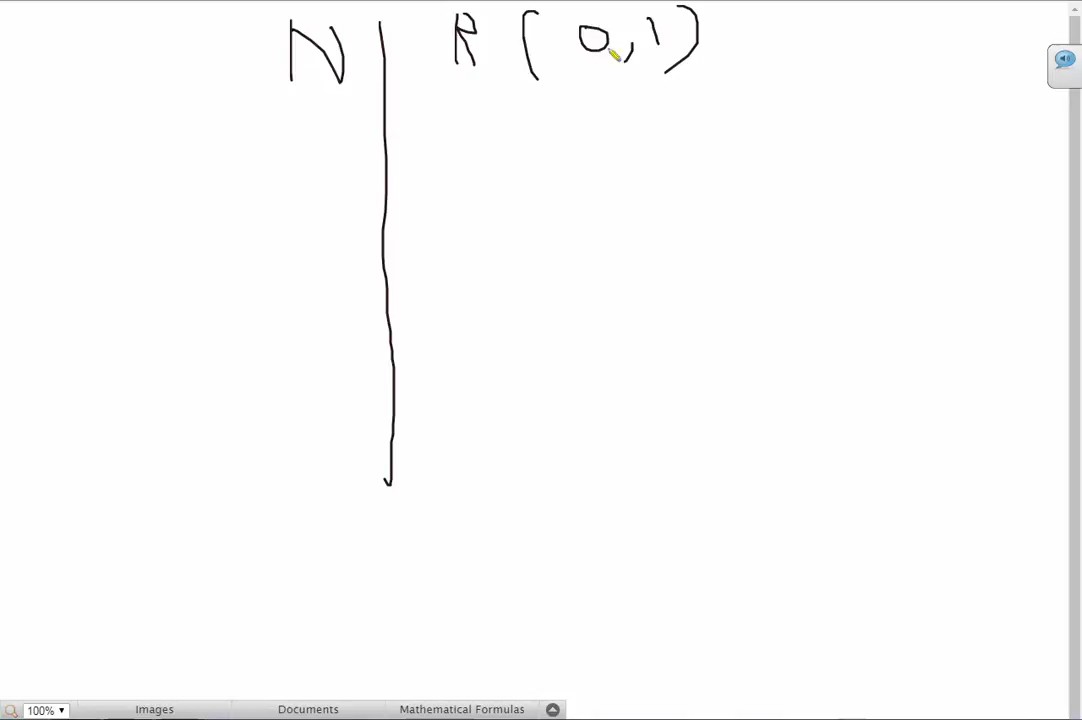 N R (0,1)
100% Images Documents Mathematical Formulas